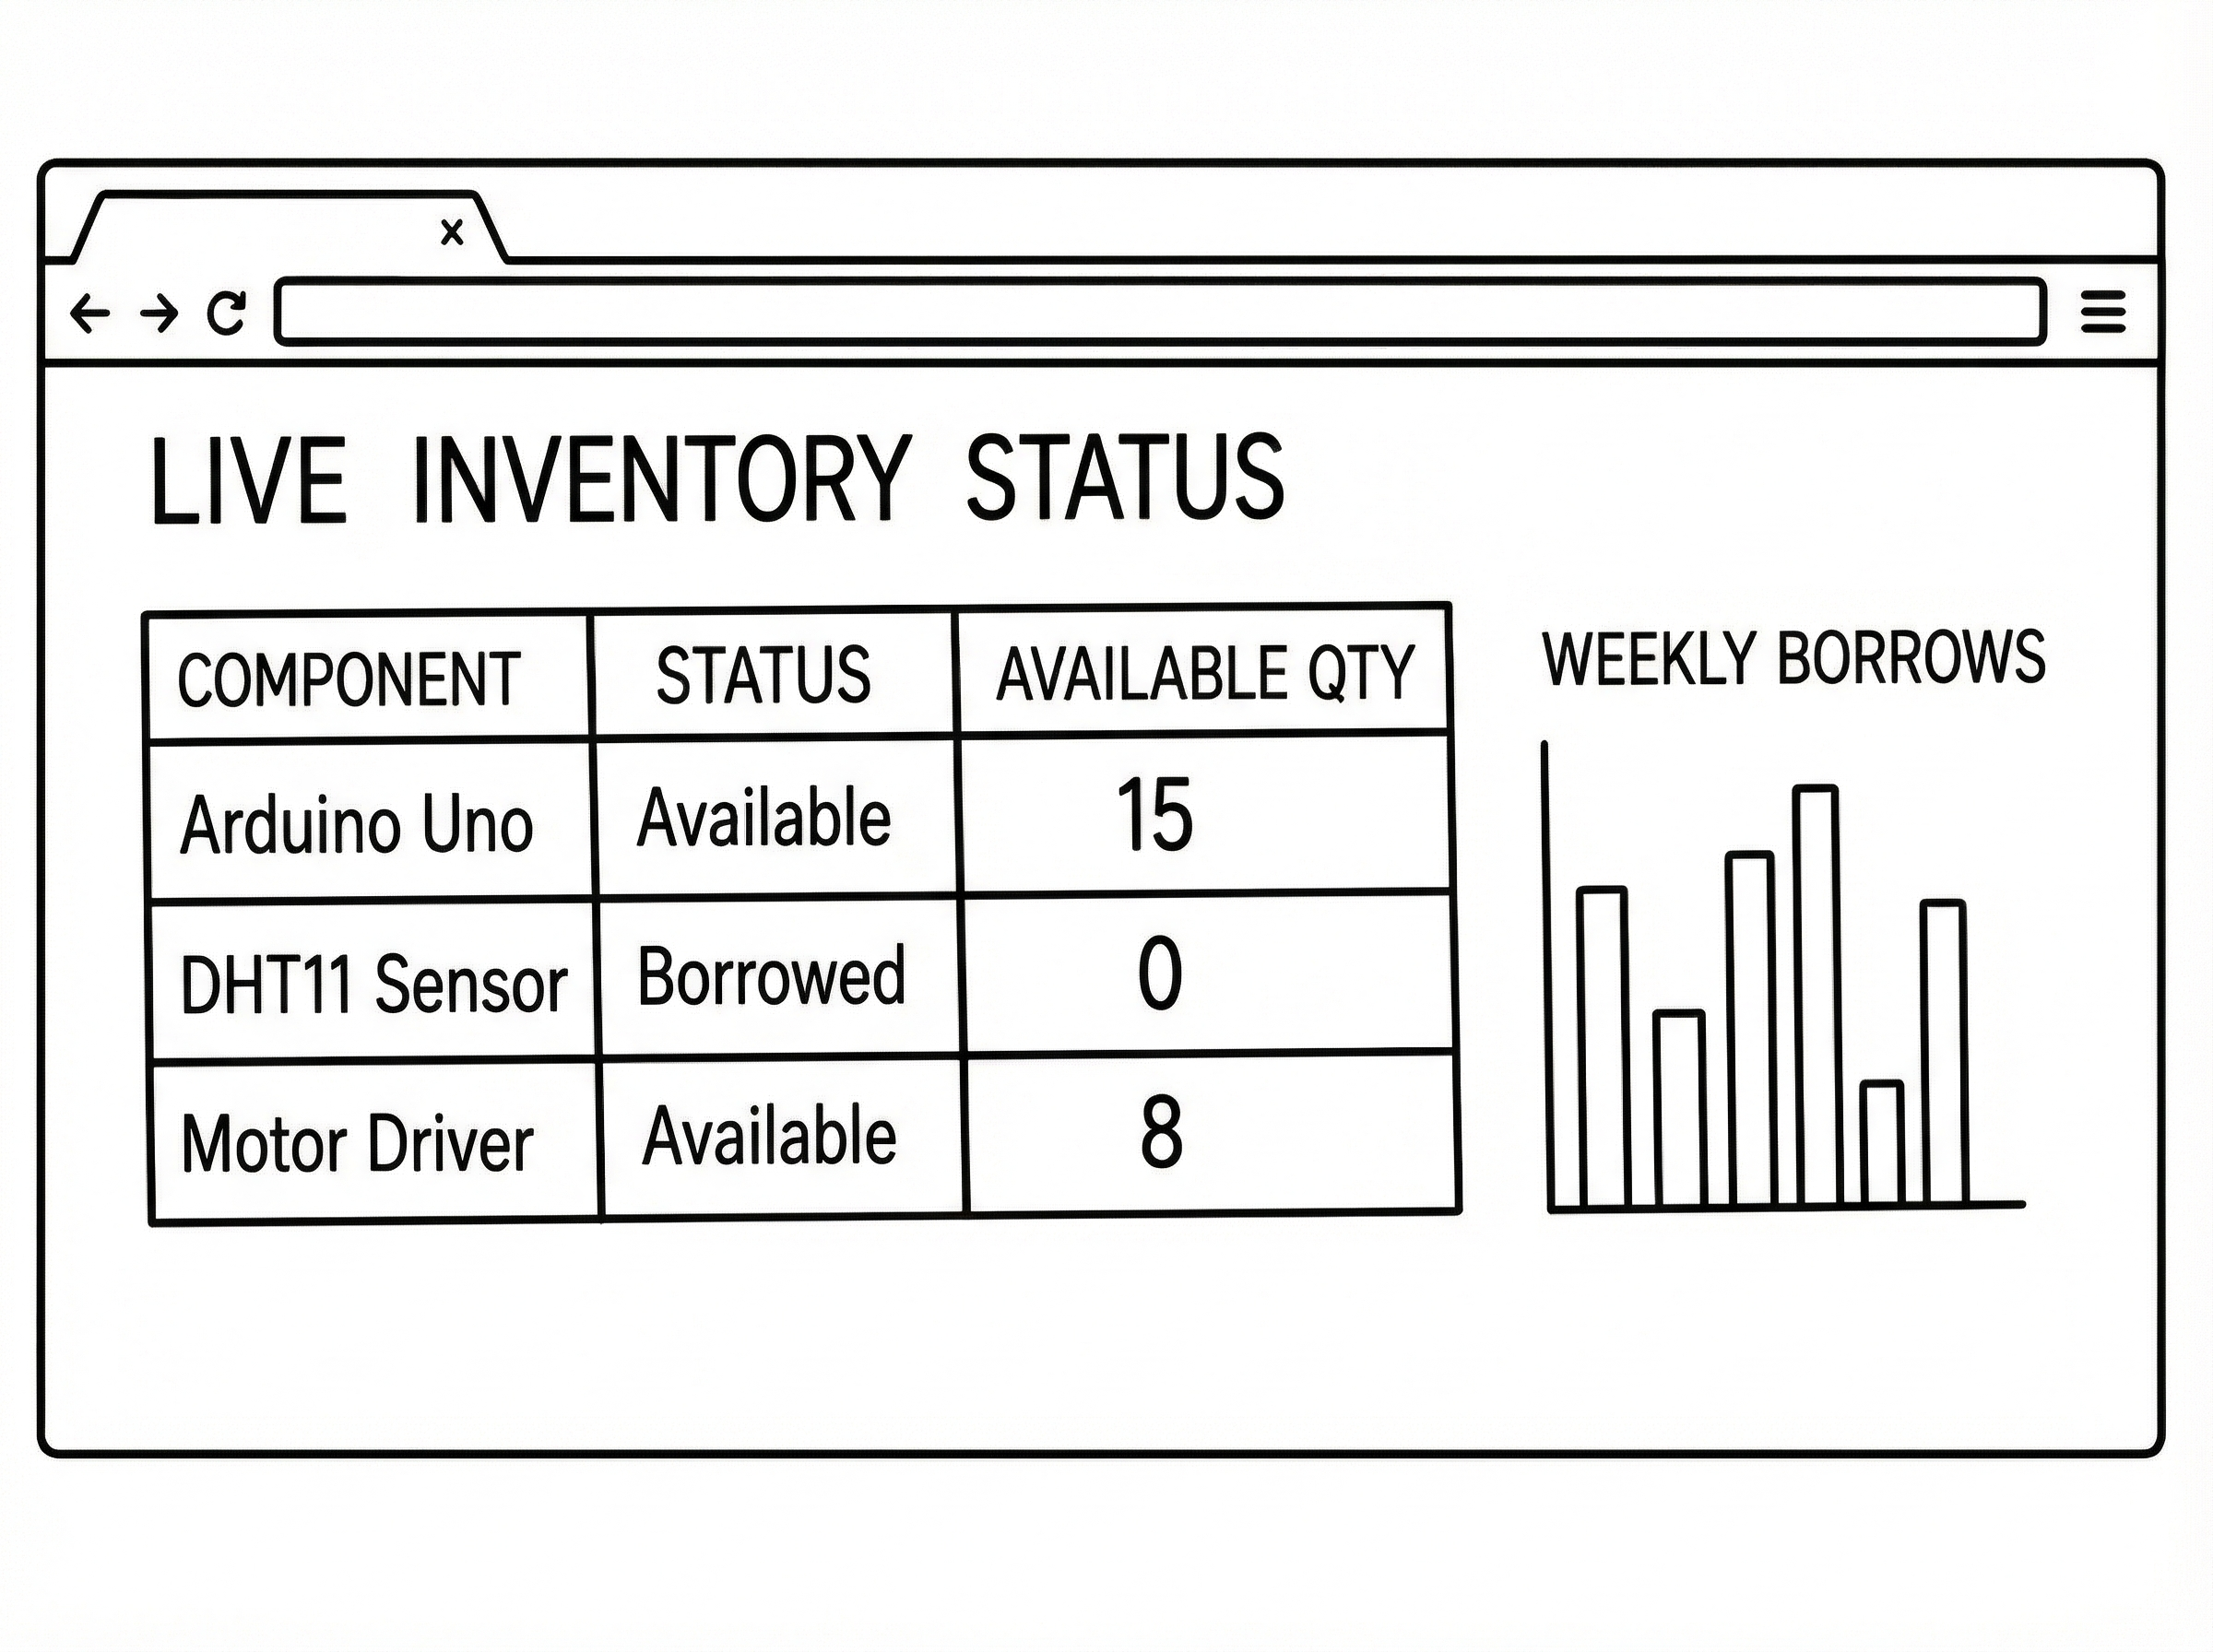 LIVE INVENTORY STATUS
COMPONENT STATUS AVAILABLE QTY
Arduino Uno Available 15
DHT11 Sensor Borrowed 0
Motor Driver Available 8
WEEKLY BORROWS